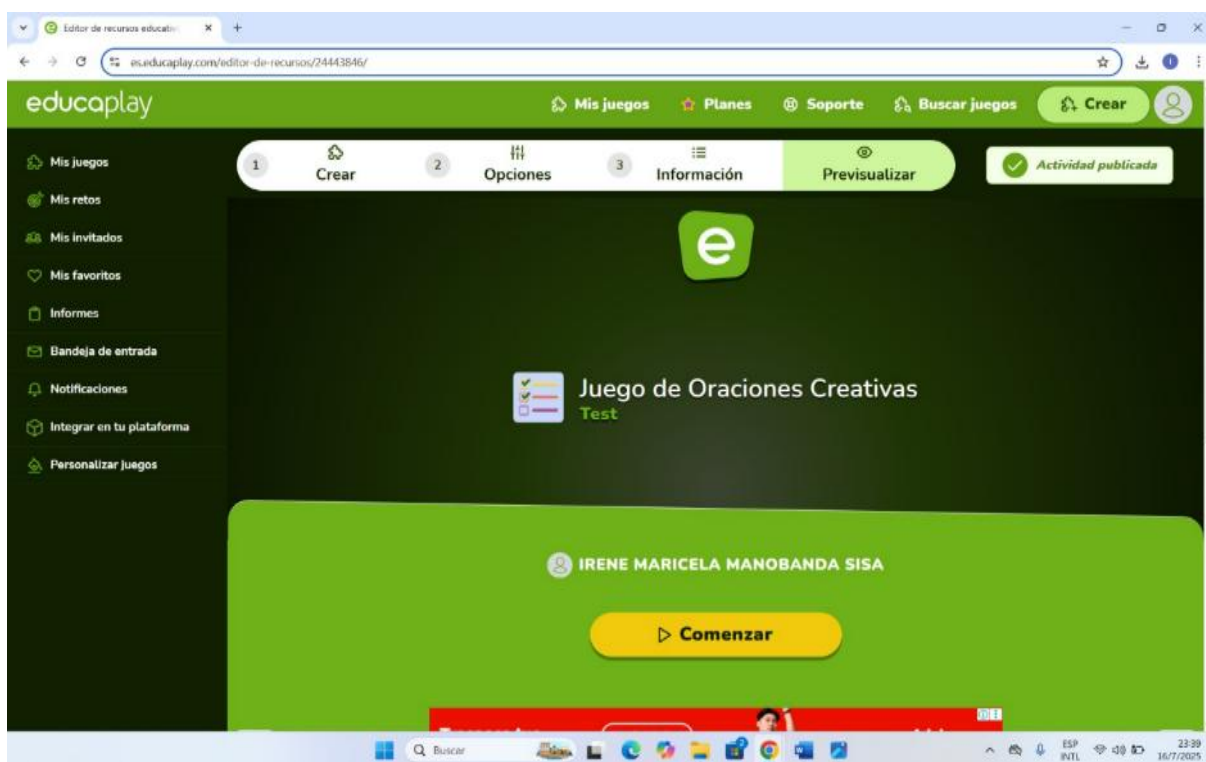 Editor de recursos educativ
es.educaplay.com/editor-de-recursos/24443846/
educaplay
Mis juegos
Planes
Soporte
Buscar juegos
Crear
Mis juegos
Mis retos
Mis invitados
Mis favoritos
Informes
Bandeja de entrada
Notificaciones
Integrar en tu plataforma
Personalizar juegos
1 Crear
2 Opciones
3 Información
Previsualizar
Actividad publicada
e
Juego de Oraciones Creativas
Test
IRENE MARICELA MANOBANDA SISA
Comenzar
Buscar
ESP
INTL
23:39
16/7/2025